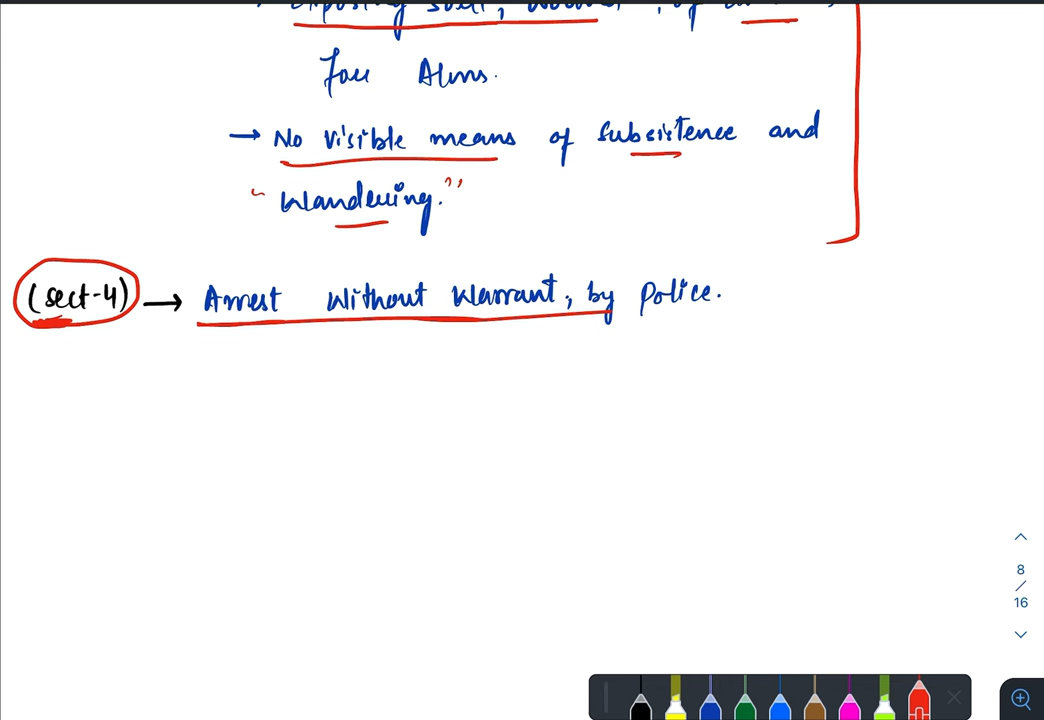 for Alms.
→ No visible means of subsistence and
"Wandering."
(sect-4) → Arrest without warrant, by police.
8
/
16